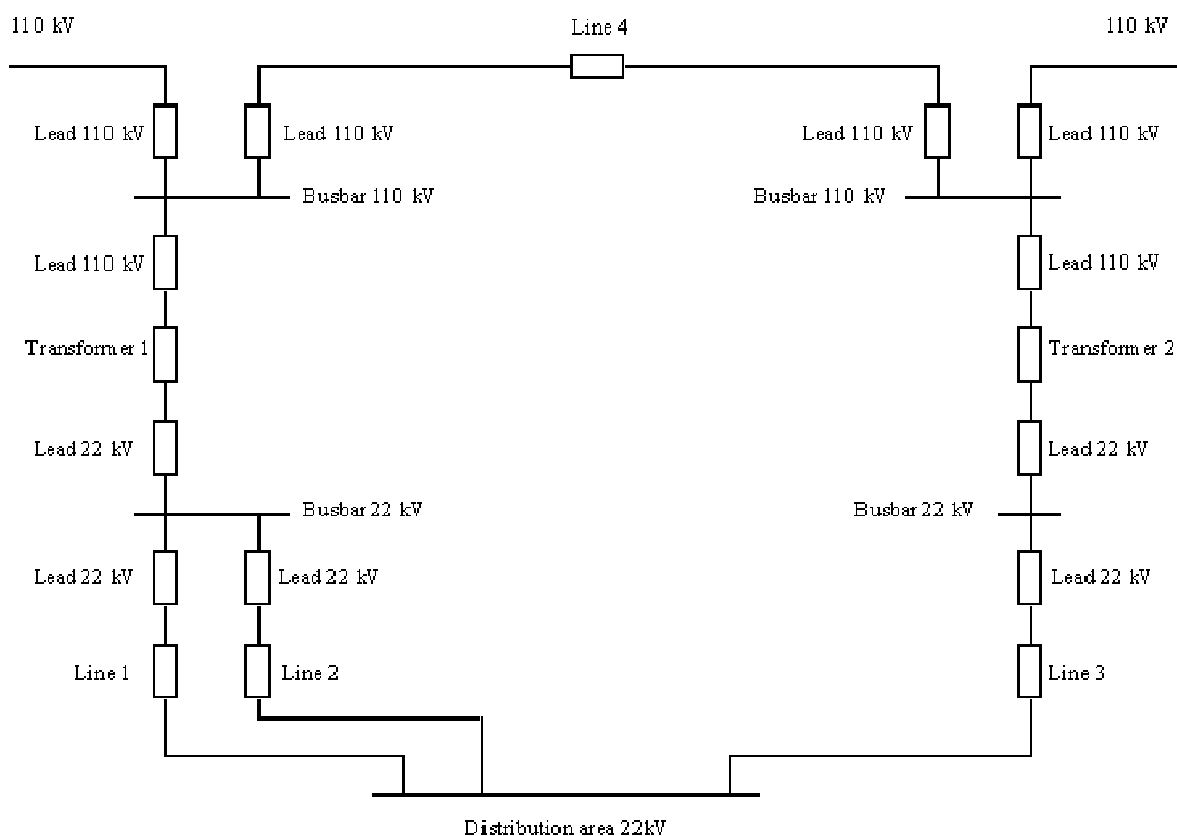 110 kV
Line 4
110 kV
Lead 110 kV
Lead 110 kV
Lead 110 kV
Lead 110 kV
Busbar 110 kV
Busbar 110 kV
Lead 110 kV
Lead 110 kV
Transformer 1
Transformer 2
Lead 22 kV
Lead 22 kV
Busbar 22 kV
Busbar 22 kV
Lead 22 kV
Lead 22 kV
Lead 22 kV
Line 1
Line 2
Line 3
Distribution area 22kV